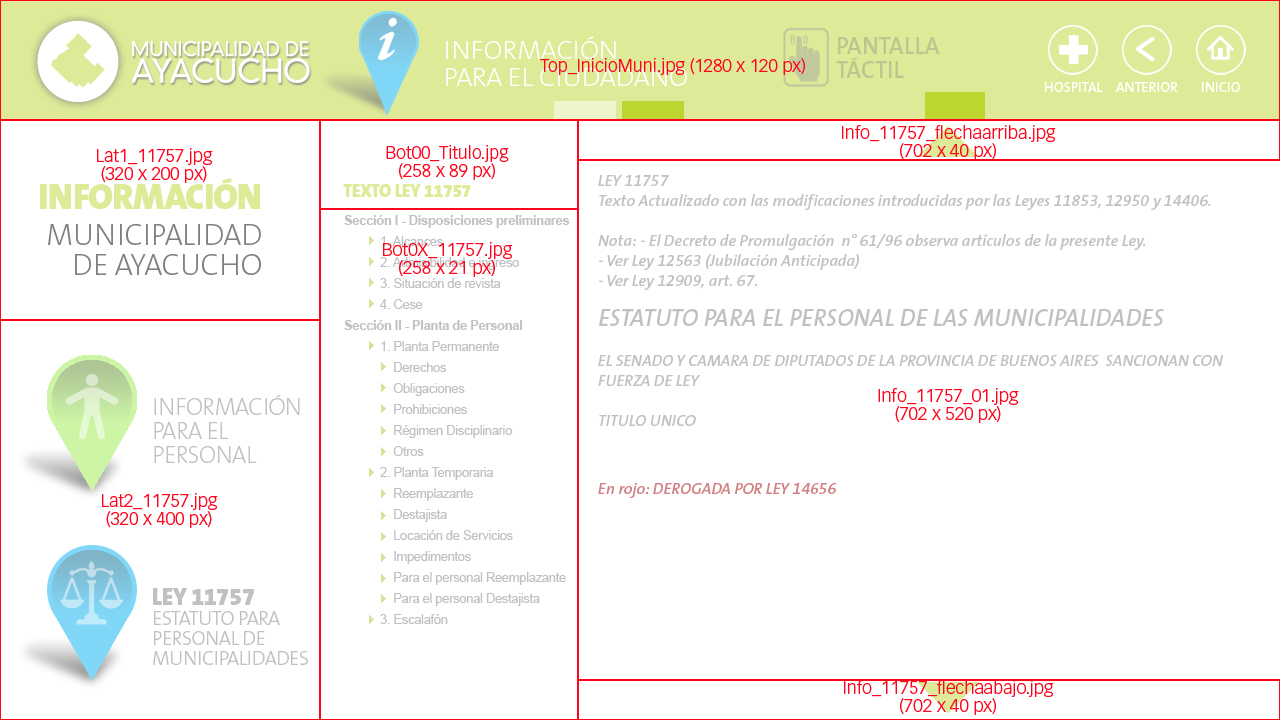 MUNICIPALIDAD DE
AYACUCHO
INFORMACIÓN
PARA EL CIUDADANO
Top_InicioMuni.jpg (1280 x 120 px)
PANTALLA
TÁCTIL
HOSPITAL
ANTERIOR
INICIO
Lat1_11757.jpg
(320 x 200 px)
INFORMACIÓN
MUNICIPALIDAD
DE AYACUCHO
INFORMACIÓN
PARA EL
PERSONAL
Lat2_11757.jpg
(320 x 400 px)
LEY 11757
ESTATUTO PARA
PERSONAL DE
MUNICIPALIDADES
Bot00_Titulo.jpg
(258 x 89 px)
TEXTO LEY 11757
Sección I - Disposiciones preliminares
1. Alcances
Bot0X_11757.jpg
(258 x 21 px)
2. Admisibilidad e ingreso
3. Situación de revista
4. Cese
Sección II - Planta de Personal
1. Planta Permanente
Derechos
Obligaciones
Prohibiciones
Régimen Disciplinario
Otros
2. Planta Temporaria
Reemplazante
Destajista
Locación de Servicios
Impedimentos
Para el personal Reemplazante
Para el personal Destajista
3. Escalafón
Info_11757_flechaarriba.jpg
(702 x 40 px)
LEY 11757
Texto Actualizado con las modificaciones introducidas por las Leyes 11853, 12950 y 14406.
Nota: - El Decreto de Promulgación n° 61/96 observa artículos de la presente Ley.
- Ver Ley 12563 (Jubilación Anticipada)
- Ver Ley 12909, art. 67.
ESTATUTO PARA EL PERSONAL DE LAS MUNICIPALIDADES
EL SENADO Y CAMARA DE DIPUTADOS DE LA PROVINCIA DE BUENOS AIRES SANCIONAN CON
FUERZA DE LEY
Info_11757_01.jpg
(702 x 520 px)
TITULO UNICO
En rojo: DEROGADA POR LEY 14656
Info_11757_flechaabajo.jpg
(702 x 40 px)